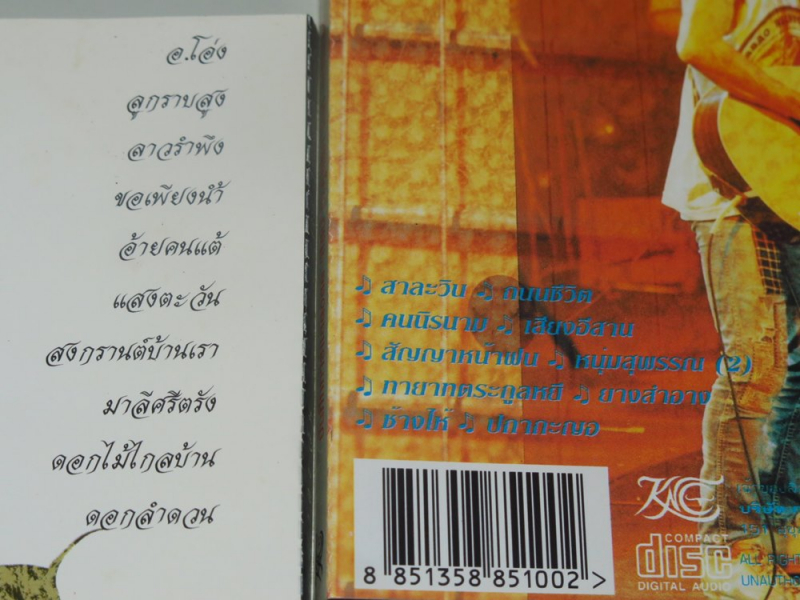 อ.โอ่ง
ลูกราบสูง
ลาวรำพึง
ขอเพียงน้ำ
อ้ายคนแต้
แสงตะวัน
สงกรานต์บ้านเรา
มาลีศรีตรัง
ดอกไม้ไกลบ้าน
ดอกลำดวน
สาละวิน ถนนชีวิต
คนนิรนาม เสียงอีสาน
สัญญาหน้าฝน หนุ่มสุพรรณ (2)
ทายาทตระกูลหยี ยางสำอาง
ช้างไห้ ปกากะญอ
8 851358 851002 >
COMPACT
disc
DIGITAL AUDIO
ALL RIGHT
UNAUTHO